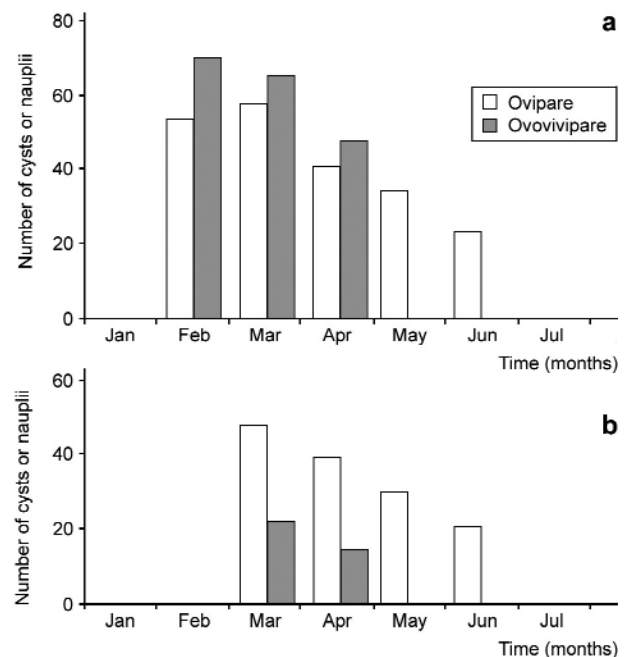 a
Number of cysts or nauplii
80
60
40
20
0
Ovipare
Ovovivipare
Jan Feb Mar Apr May Jun Jul
Time (months)
b
Number of cysts or nauplii
60
40
20
0
Jan Feb Mar Apr May Jun Jul
Time (months)